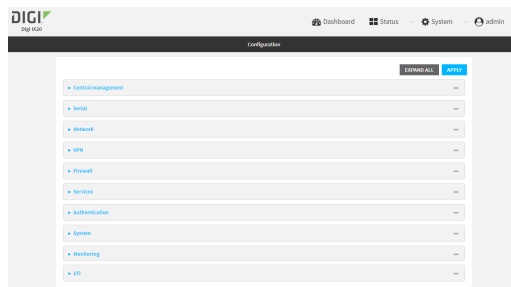 DIGI
Digi IX20
Dashboard
Status
System
admin
Configuration
EXPAND ALL
APPLY
Central management
Serial
Network
VPN
Firewall
Services
Authentication
System
Monitoring
I/O